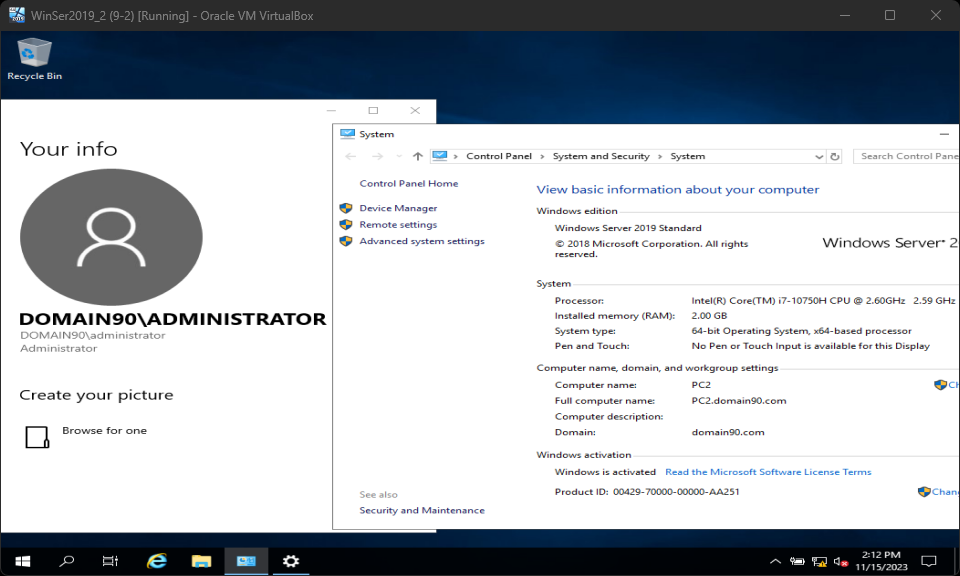 WinSer2019_2 (9-2) [Running] - Oracle VM VirtualBox
Recycle Bin
Your info
DOMAIN90\ADMINISTRATOR
DOMAIN90\administrator
Administrator
Create your picture
Browse for one
System
Control Panel › System and Security › System
Search Control Pane
Control Panel Home
Device Manager
Remote settings
Advanced system settings
See also
Security and Maintenance
View basic information about your computer
Windows edition
Windows Server 2019 Standard
© 2018 Microsoft Corporation. All rights
reserved.
Windows Server 2
System
Processor: Intel(R) Core(TM) i7-10750H CPU @ 2.60GHz 2.59 GHz
Installed memory (RAM): 2.00 GB
System type: 64-bit Operating System, x64-based processor
Pen and Touch: No Pen or Touch Input is available for this Display
Computer name, domain, and workgroup settings
Computer name: PC2
Full computer name: PC2.domain90.com
Computer description:
Domain: domain90.com
Windows activation
Windows is activated Read the Microsoft Software License Terms
Product ID: 00429-70000-00000-AA251
Chang
2:12 PM
11/15/2023